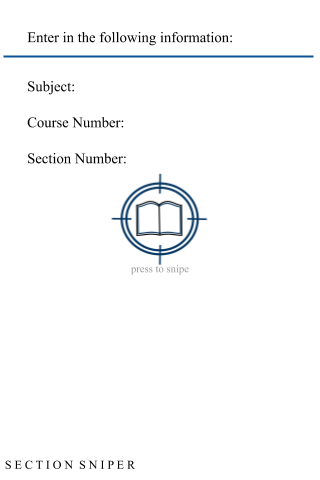 Enter in the following information:
Subject:
Course Number:
Section Number:
press to snipe
SECTION SNIPER